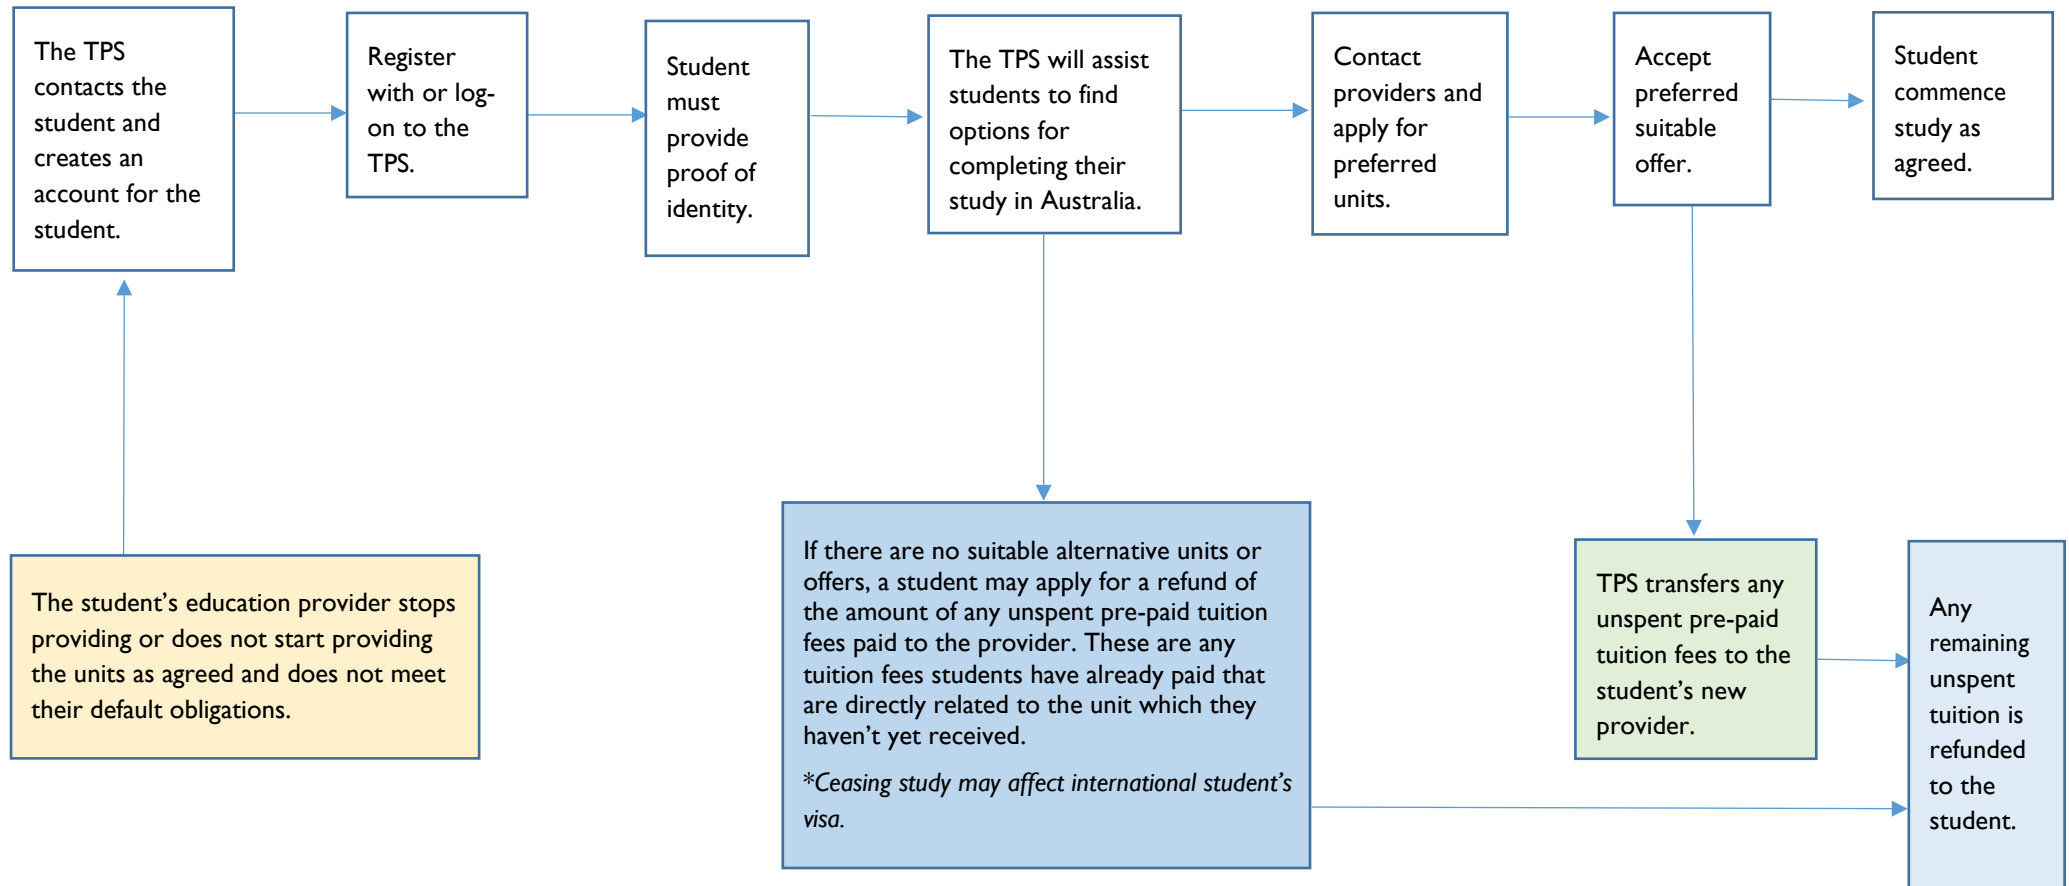 The TPS
contacts the
student and
creates an
account for the
student.
Register
with or log-
on to the
TPS.
Student
must
provide
proof of
identity.
The TPS will assist
students to find
options for
completing their
study in Australia.
Contact
providers and
apply for
preferred
units.
Accept
preferred
suitable
offer.
Student
commence
study as
agreed.
The student’s education provider stops
providing or does not start providing
the units as agreed and does not meet
their default obligations.
If there are no suitable alternative units or
offers, a student may apply for a refund of
the amount of any unspent pre-paid tuition
fees paid to the provider. These are any
tuition fees students have already paid that
are directly related to the unit which they
haven’t yet received.
*Ceasing study may affect international student’s
visa.
TPS transfers any
unspent pre-paid
tuition fees to the
student’s new
provider.
Any
remaining
unspent
tuition is
refunded
to the
student.